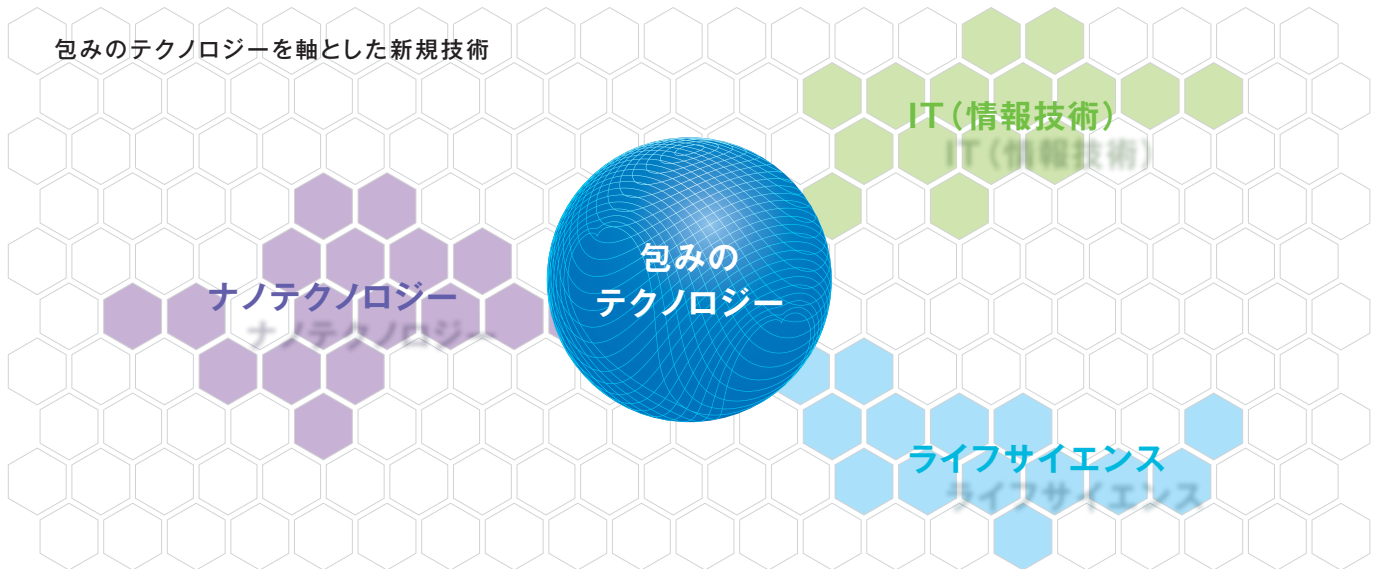 包みのテクノロジーを軸とした新規技術
IT(情報技術)
包みの
テクノロジー
ナノテクノロジー
ライフサイエンス